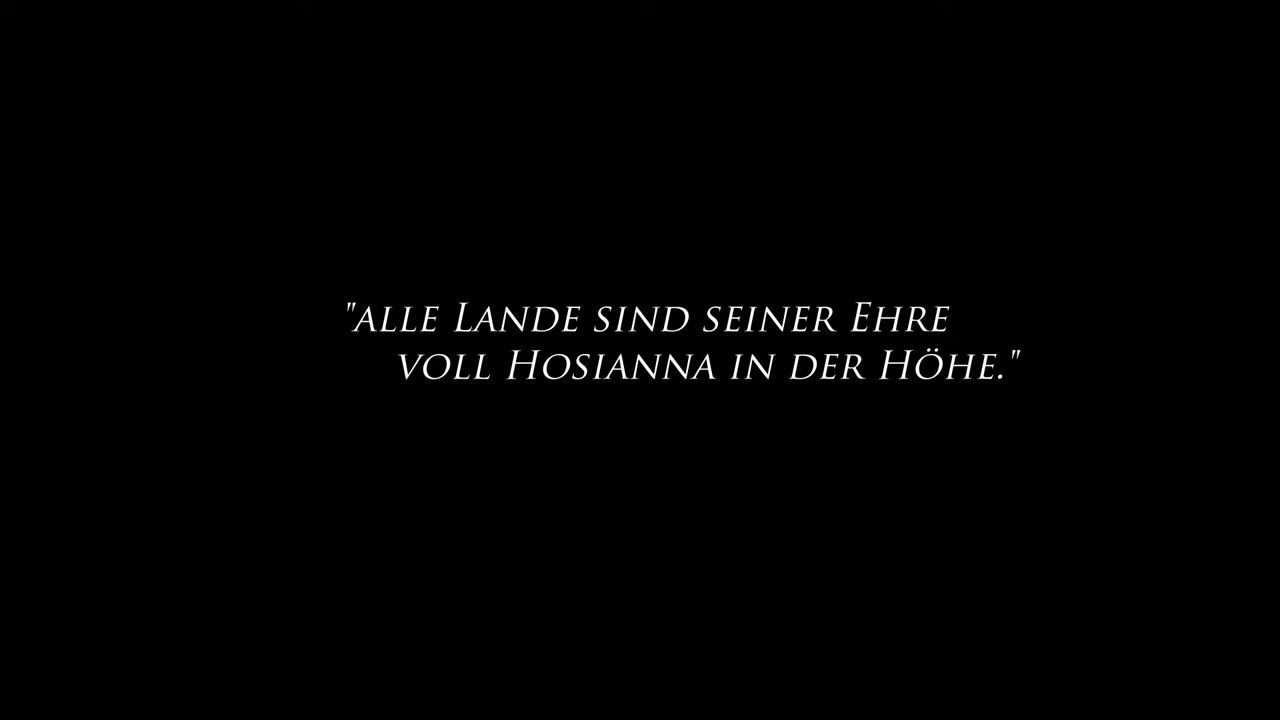 "alle Lande sind seiner Ehre
voll Hosianna in der Höhe."